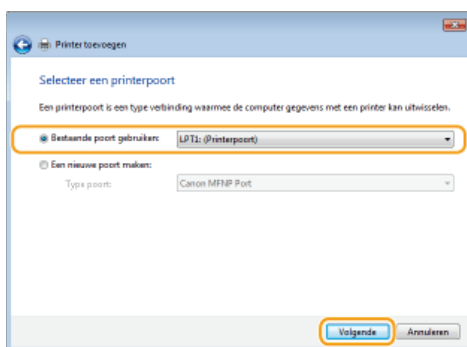 Printer toevoegen
Selecteer een printerpoort
Een printerpoort is een type verbinding waarmee de computer gegevens met een printer kan uitwisselen.
Bestaande poort gebruiken: LPT1: (Printerpoort)
Een nieuwe poort maken:
Type poort: Canon MFNP Port
Volgende Annuleren